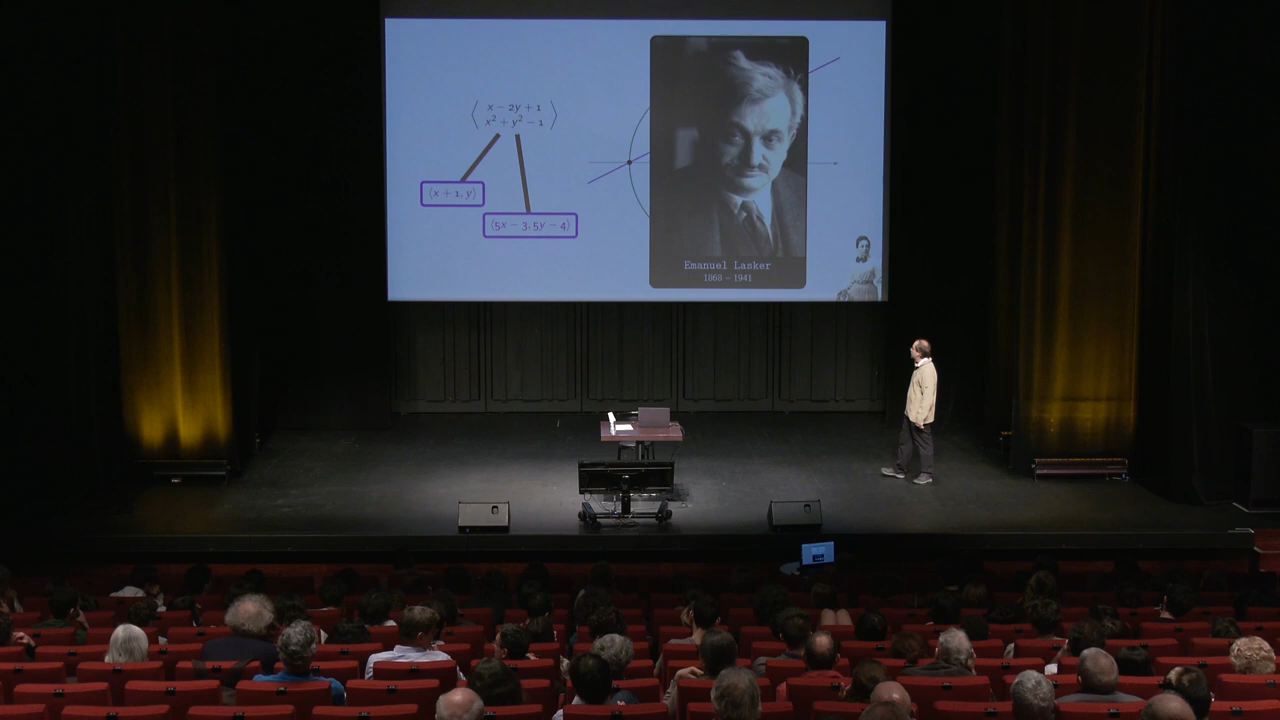 x − 2y + 1
x² + y² − 1
⟨x + 1, y⟩
⟨5x − 3, 5y − 4⟩
Emanuel Lasker
1868 – 1941